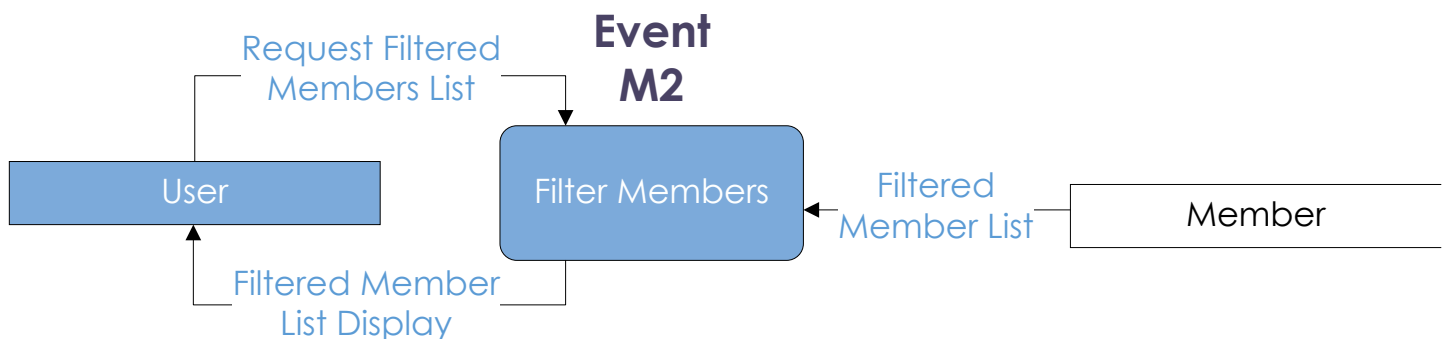 Event
M2
Request Filtered
Members List
User
Filter Members
Filtered
Member List
Member
Filtered Member
List Display